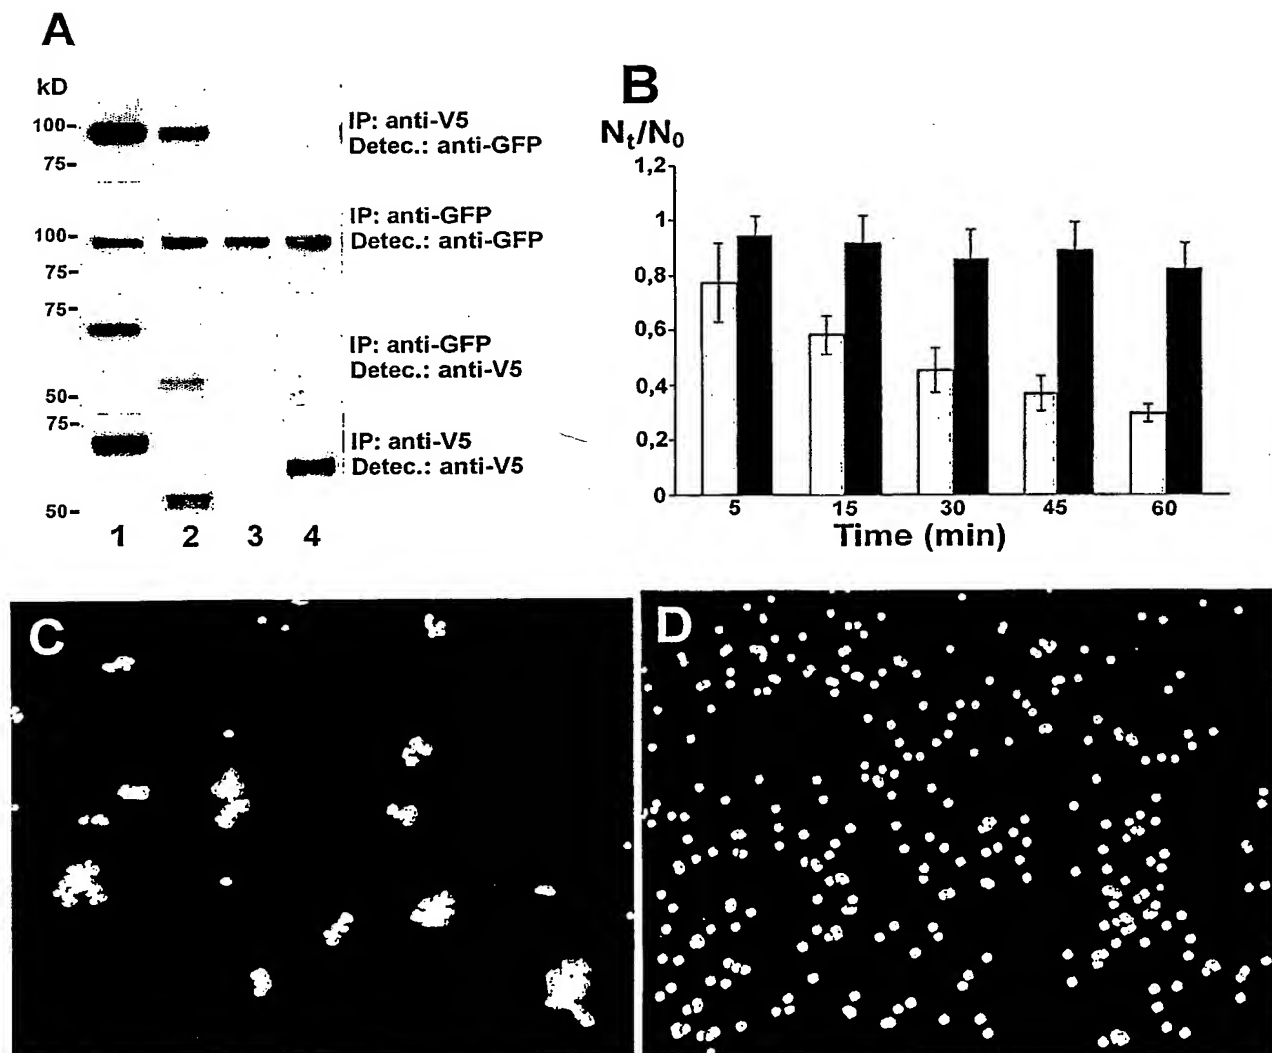 A
kD
100-
75-
IP: anti-V5
Detec.: anti-GFP
100-
75-
IP: anti-GFP
Detec.: anti-GFP
75-
50-
IP: anti-GFP
Detec.: anti-V5
75-
50-
IP: anti-V5
Detec.: anti-V5
1 2 3 4
B
Nt/N0
1,2
1
0,8
0,6
0,4
0,2
0
5 15 30 45 60
Time (min)
C
D